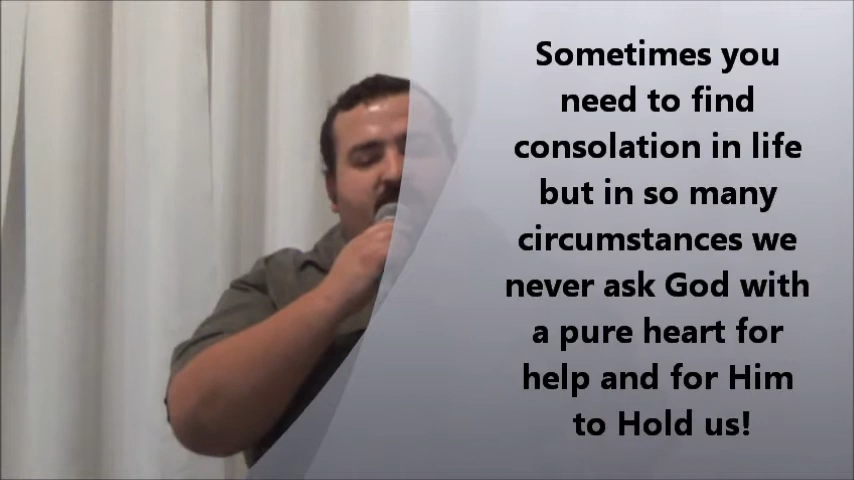 Sometimes you
need to find
consolation in life
but in so many
circumstances we
never ask God with
a pure heart for
help and for Him
to Hold us!